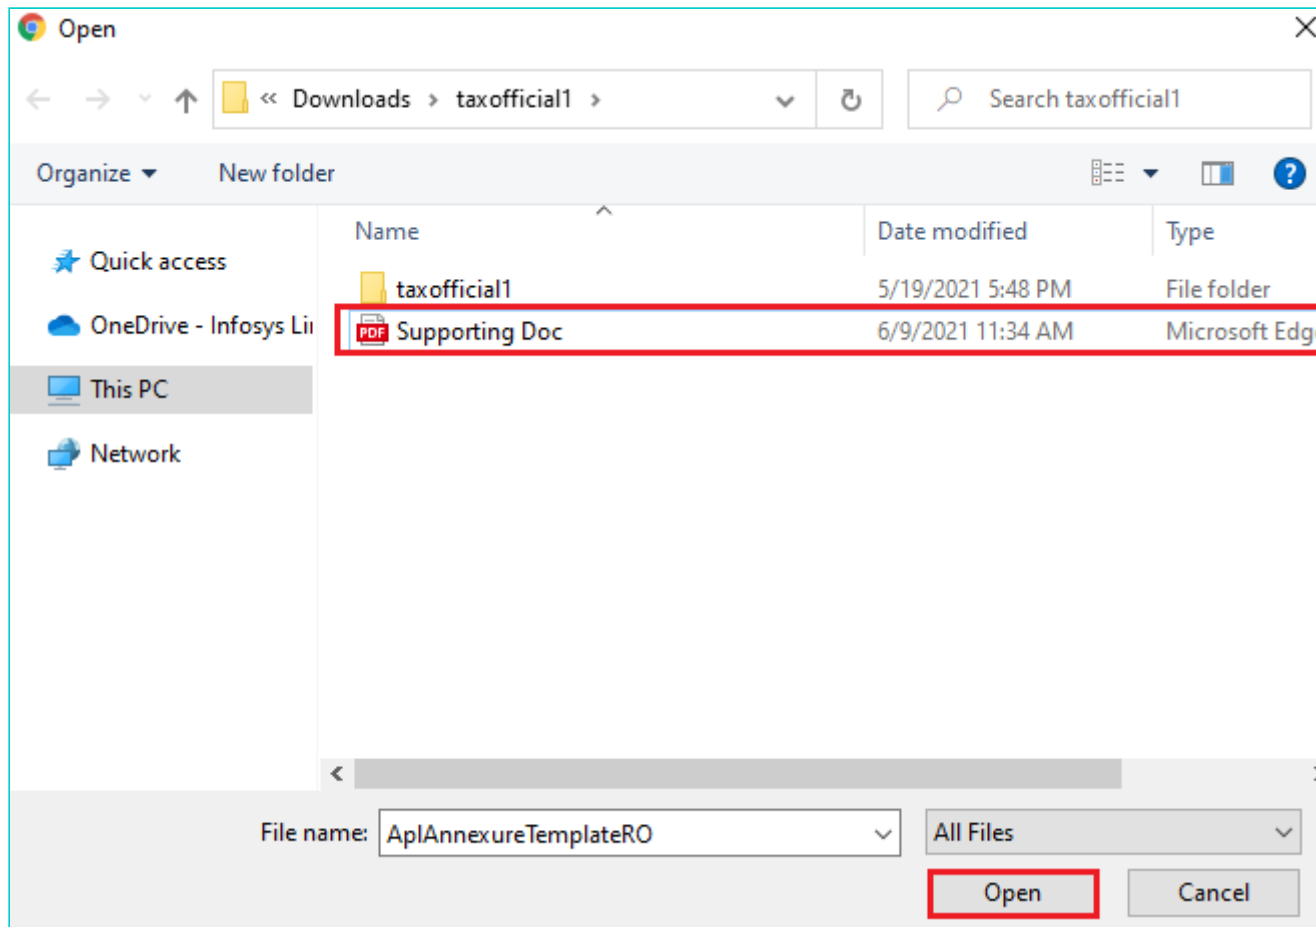 Open
« Downloads › taxofficial1 ›
Search taxofficial1
Organize
New folder
?
Name
Date modified
Type
Quick access
taxofficial1
5/19/2021 5:48 PM
File folder
OneDrive - Infosys Lii
PDF
Supporting Doc
6/9/2021 11:34 AM
Microsoft Edg
This PC
Network
File name:
AplAnnexureTemplateRO
All Files
Open
Cancel